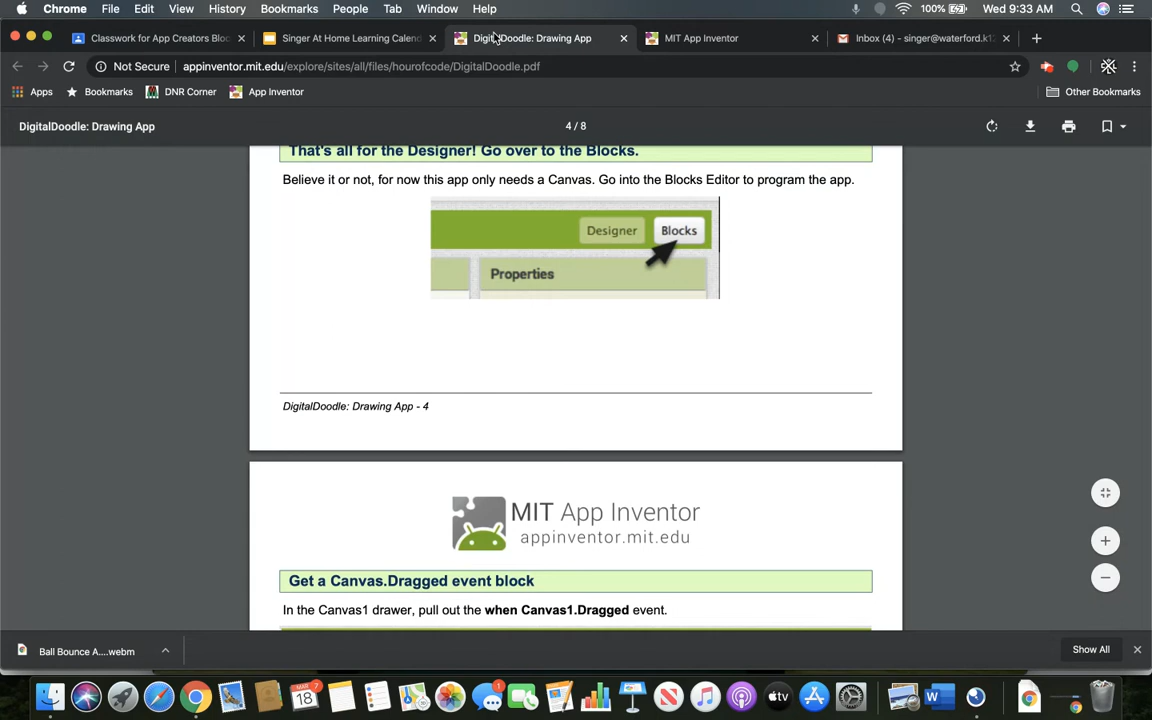 Chrome File Edit View History Bookmarks People Tab Window Help 100% Wed 9:33 AM
Classwork for App Creators Bloc Singer At Home Learning Calend DigitalDoodle: Drawing App MIT App Inventor Inbox (4) - singer@waterford.k1
Not Secure appinventor.mit.edu/explore/sites/all/files/hourofcode/DigitalDoodle.pdf
Apps Bookmarks DNR Corner App Inventor Other Bookmarks
DigitalDoodle: Drawing App 4 / 8
That's all for the Designer! Go over to the Blocks.
Believe it or not, for now this app only needs a Canvas. Go into the Blocks Editor to program the app.
Designer Blocks
Properties
DigitalDoodle: Drawing App - 4
MIT App Inventor
appinventor.mit.edu
Get a Canvas.Dragged event block
In the Canvas1 drawer, pull out the when Canvas1.Dragged event.
Ball Bounce A....webm Show All
MAR 7
18
1
tv
W